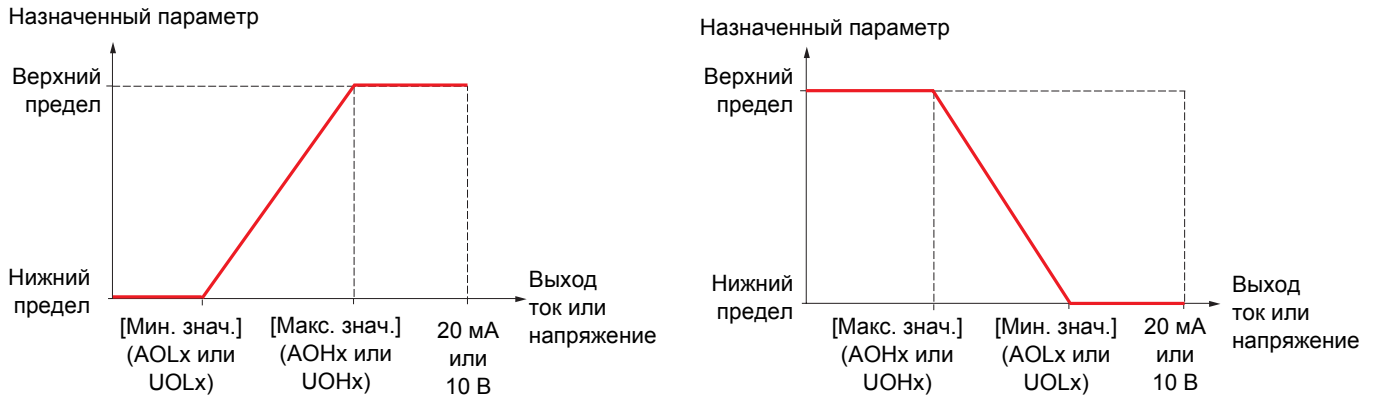 Назначенный параметр
Верхний
предел
Нижний
предел
[Мин. знач.]
(AOLx или
UOLx)
[Макс. знач.]
(AOHx или
UOHx)
20 мА
или
10 В
Выход
ток или
напряжение
Назначенный параметр
Верхний
предел
Нижний
предел
[Макс. знач.]
(AOHx или
UOHx)
[Мин. знач.]
(AOLx или
UOLx)
20 мА
или
10 В
Выход
ток или
напряжение